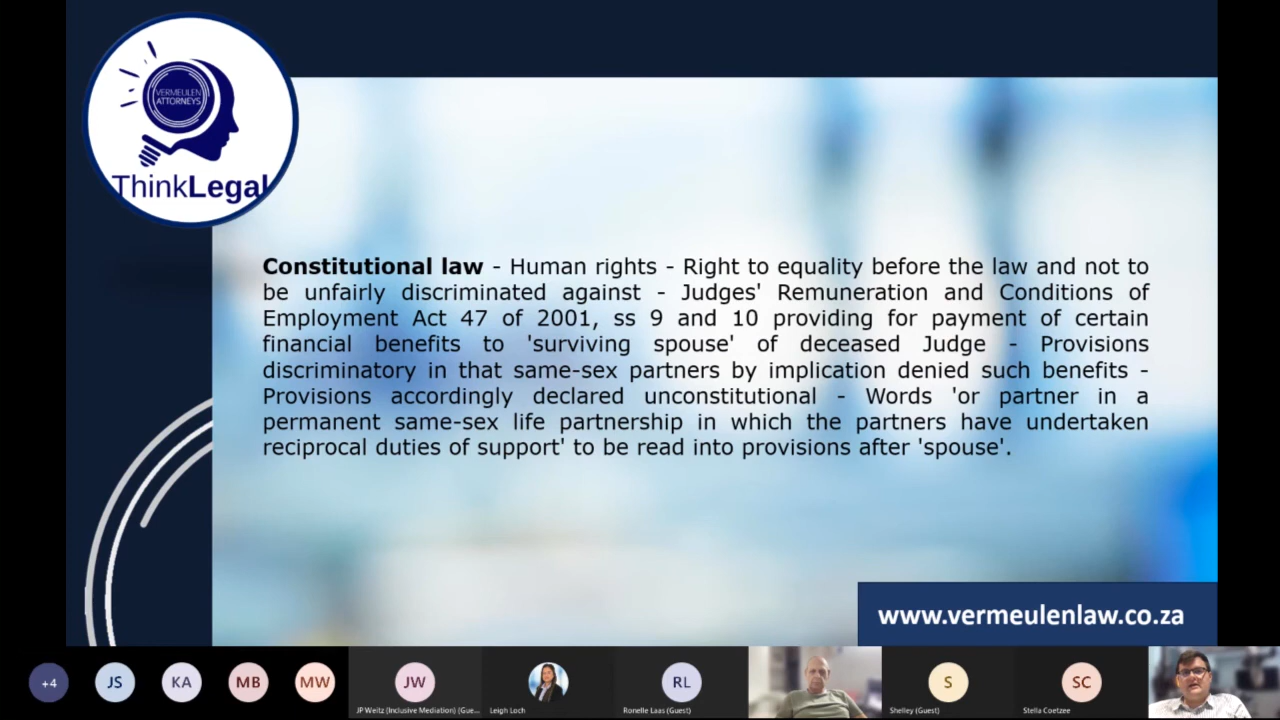 VERMEULEN
ATTORNEYS
ThinkLegal
Constitutional law - Human rights - Right to equality before the law and not to
be unfairly discriminated against - Judges' Remuneration and Conditions of
Employment Act 47 of 2001, ss 9 and 10 providing for payment of certain
financial benefits to 'surviving spouse' of deceased Judge - Provisions
discriminatory in that same-sex partners by implication denied such benefits -
Provisions accordingly declared unconstitutional - Words 'or partner in a
permanent same-sex life partnership in which the partners have undertaken
reciprocal duties of support' to be read into provisions after 'spouse'.
www.vermeulenlaw.co.za
+4 JS KA MB MW JW RL S SC
JP Weitz (Inclusive Mediation) (Gue... Leigh Loch Ronelle Laas (Guest) Shelley (Guest) Stella Coetzee